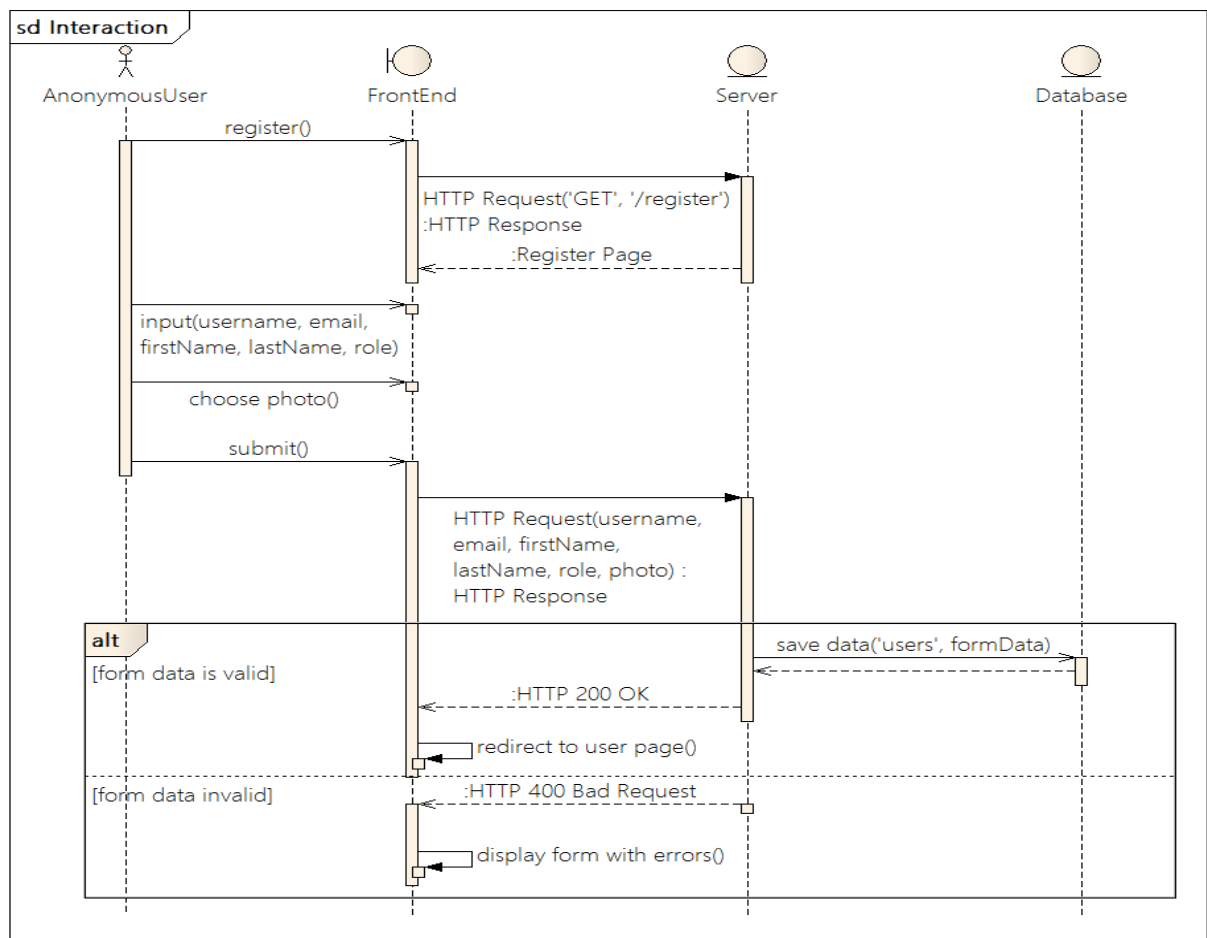 sd Interaction
AnonymousUser
FrontEnd
Server
Database
register()
HTTP Request('GET', '/register')
:HTTP Response
:Register Page
input(username, email,
firstName, lastName, role)
choose photo()
submit()
HTTP Request(username,
email, firstName,
lastName, role, photo) :
HTTP Response
alt
save data('users', formData)
[form data is valid]
:HTTP 200 OK
redirect to user page()
[form data invalid]
:HTTP 400 Bad Request
display form with errors()